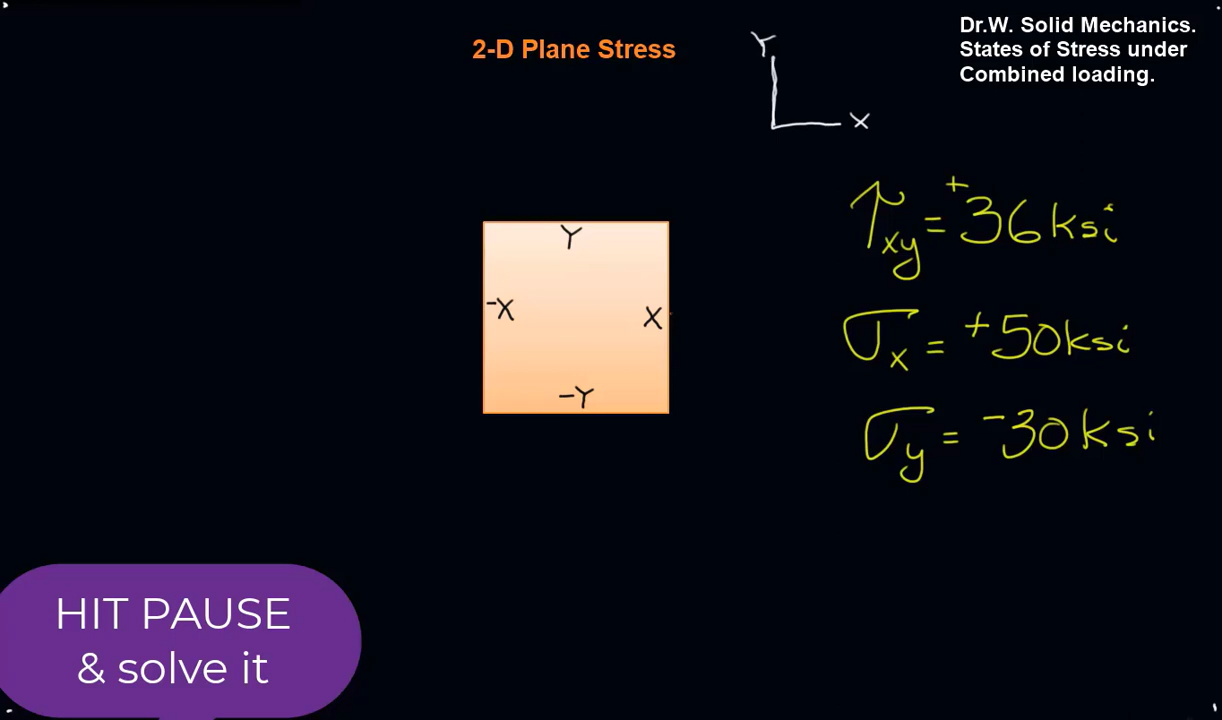 2-D Plane Stress
Dr.W. Solid Mechanics.
States of Stress under
Combined loading.
Y
X
τxy = +36 ksi
σx = +50 ksi
σy = -30 ksi
Y
-X
X
-Y
HIT PAUSE
& solve it